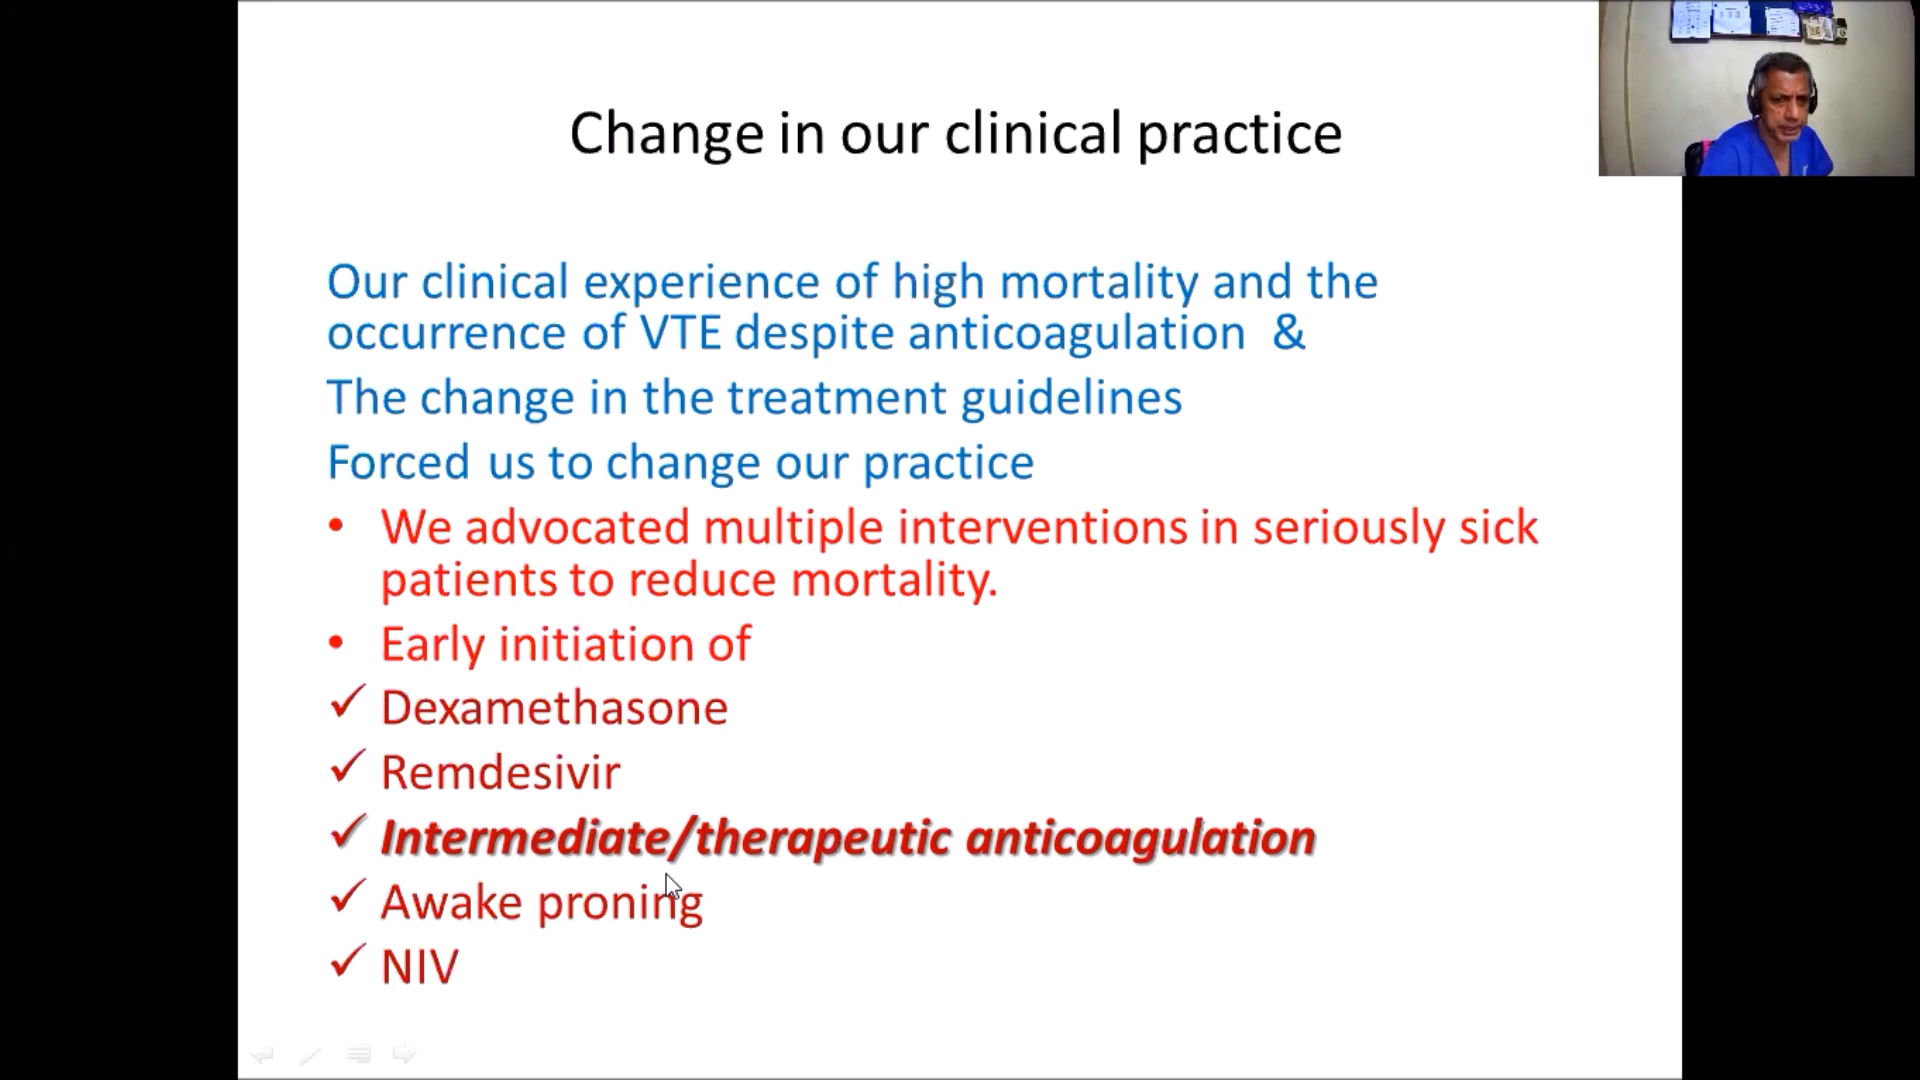 Change in our clinical practice
Our clinical experience of high mortality and the
occurrence of VTE despite anticoagulation &
The change in the treatment guidelines
Forced us to change our practice
• We advocated multiple interventions in seriously sick
patients to reduce mortality.
• Early initiation of
✓ Dexamethasone
✓ Remdesivir
✓ Intermediate/therapeutic anticoagulation
✓ Awake proning
✓ NIV